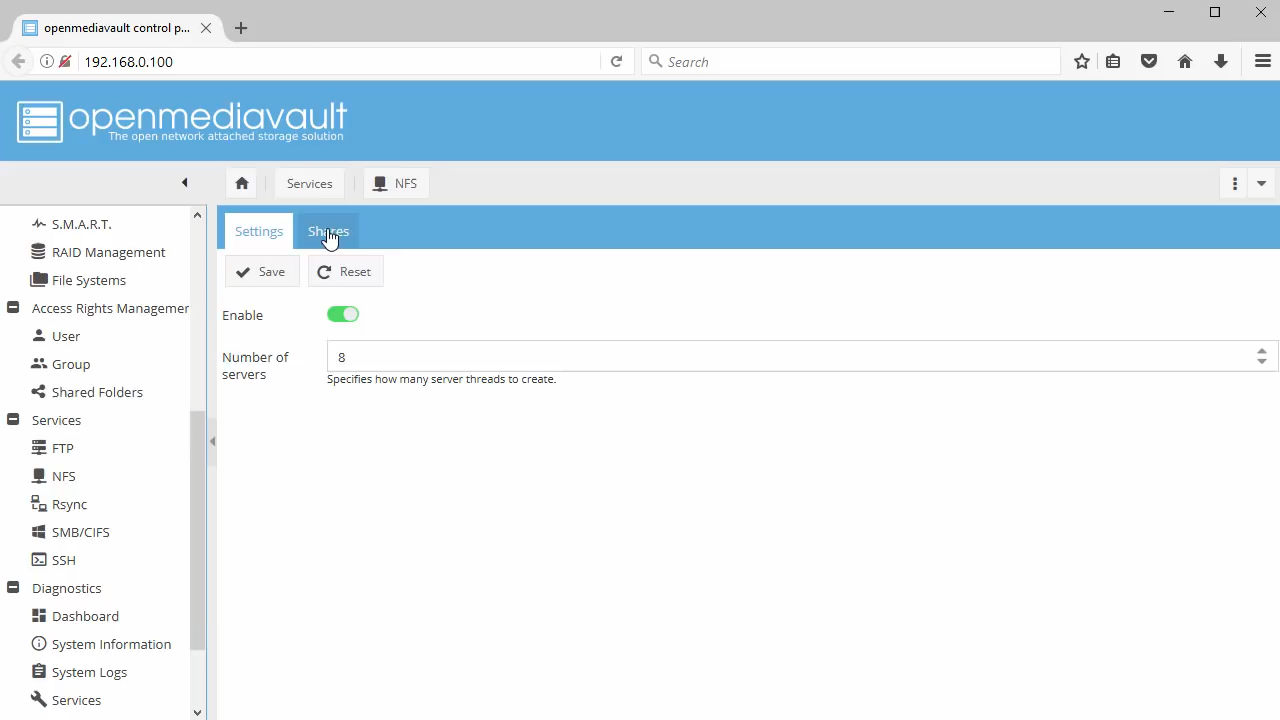 openmediavault control p...
192.168.0.100
Search
openmediavault
The open network attached storage solution
Services
NFS
S.M.A.R.T.
RAID Management
File Systems
Access Rights Managemer
User
Group
Shared Folders
Services
FTP
NFS
Rsync
SMB/CIFS
SSH
Diagnostics
Dashboard
System Information
System Logs
Services
Settings
Shares
Save
Reset
Enable
Number of
servers
8
Specifies how many server threads to create.